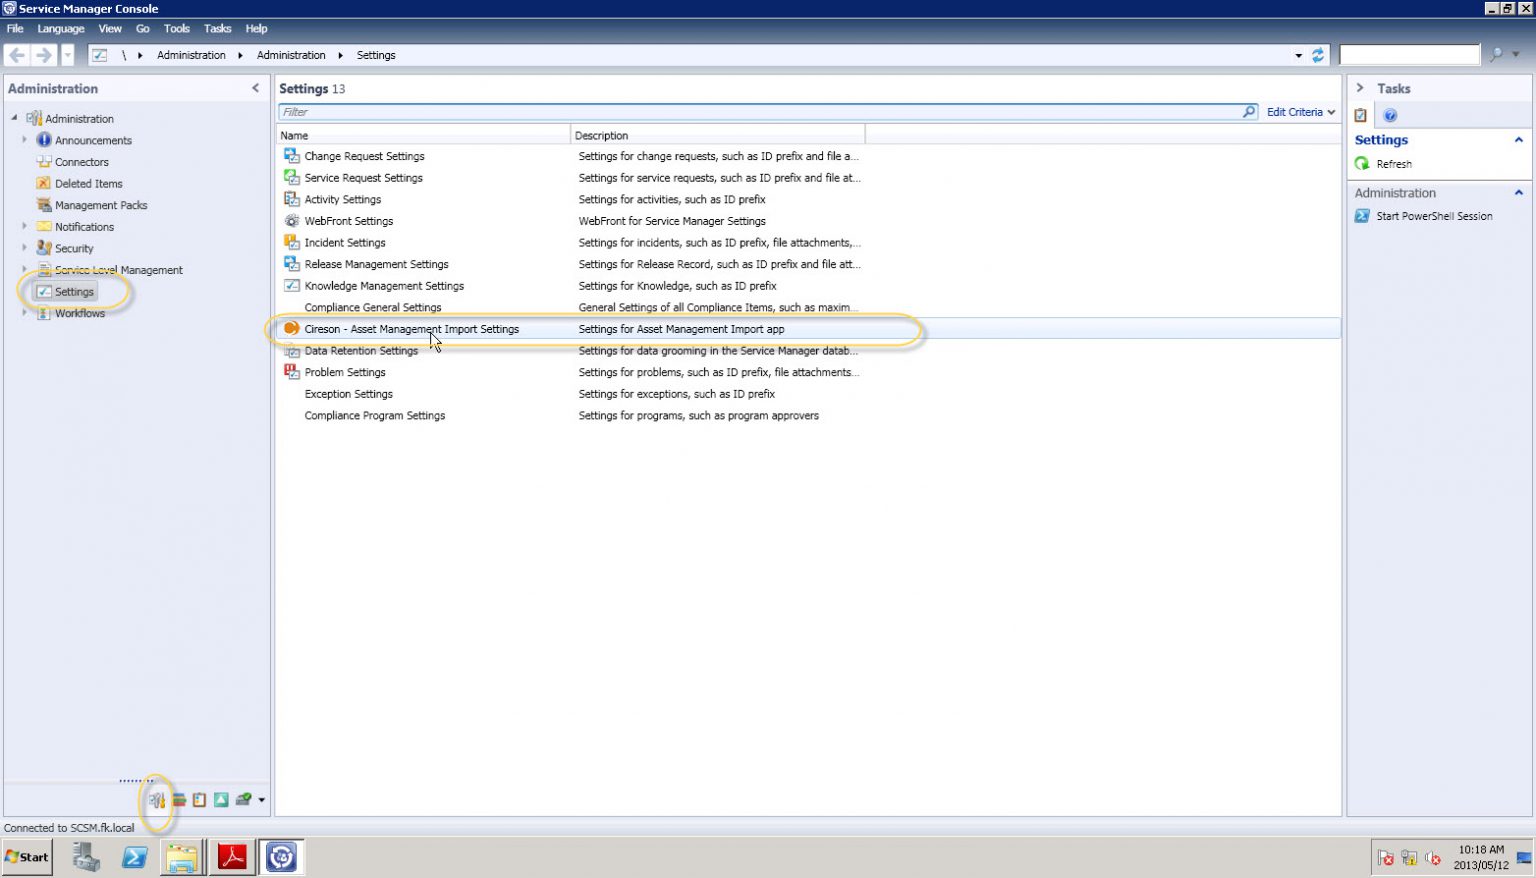 Service Manager Console
File Language View Go Tools Tasks Help
\ Administration Administration Settings
Administration
Administration
Announcements
Connectors
Deleted Items
Management Packs
Notifications
Security
Service Level Management
Settings
Workflows
Settings 13
Filter
Edit Criteria
Name Description
Change Request Settings Settings for change requests, such as ID prefix and file a...
Service Request Settings Settings for service requests, such as ID prefix and file at...
Activity Settings Settings for activities, such as ID prefix
WebFront Settings WebFront for Service Manager Settings
Incident Settings Settings for incidents, such as ID prefix, file attachments,...
Release Management Settings Settings for Release Record, such as ID prefix and file att...
Knowledge Management Settings Settings for Knowledge, such as ID prefix
Compliance General Settings General Settings of all Compliance Items, such as maxim...
Cireson - Asset Management Import Settings Settings for Asset Management Import app
Data Retention Settings Settings for data grooming in the Service Manager datab...
Problem Settings Settings for problems, such as ID prefix, file attachments...
Exception Settings Settings for exceptions, such as ID prefix
Compliance Program Settings Settings for programs, such as program approvers
Tasks
Settings
Refresh
Administration
Start PowerShell Session
Connected to SCSM.fk.local
Start
10:18 AM
2013/05/12